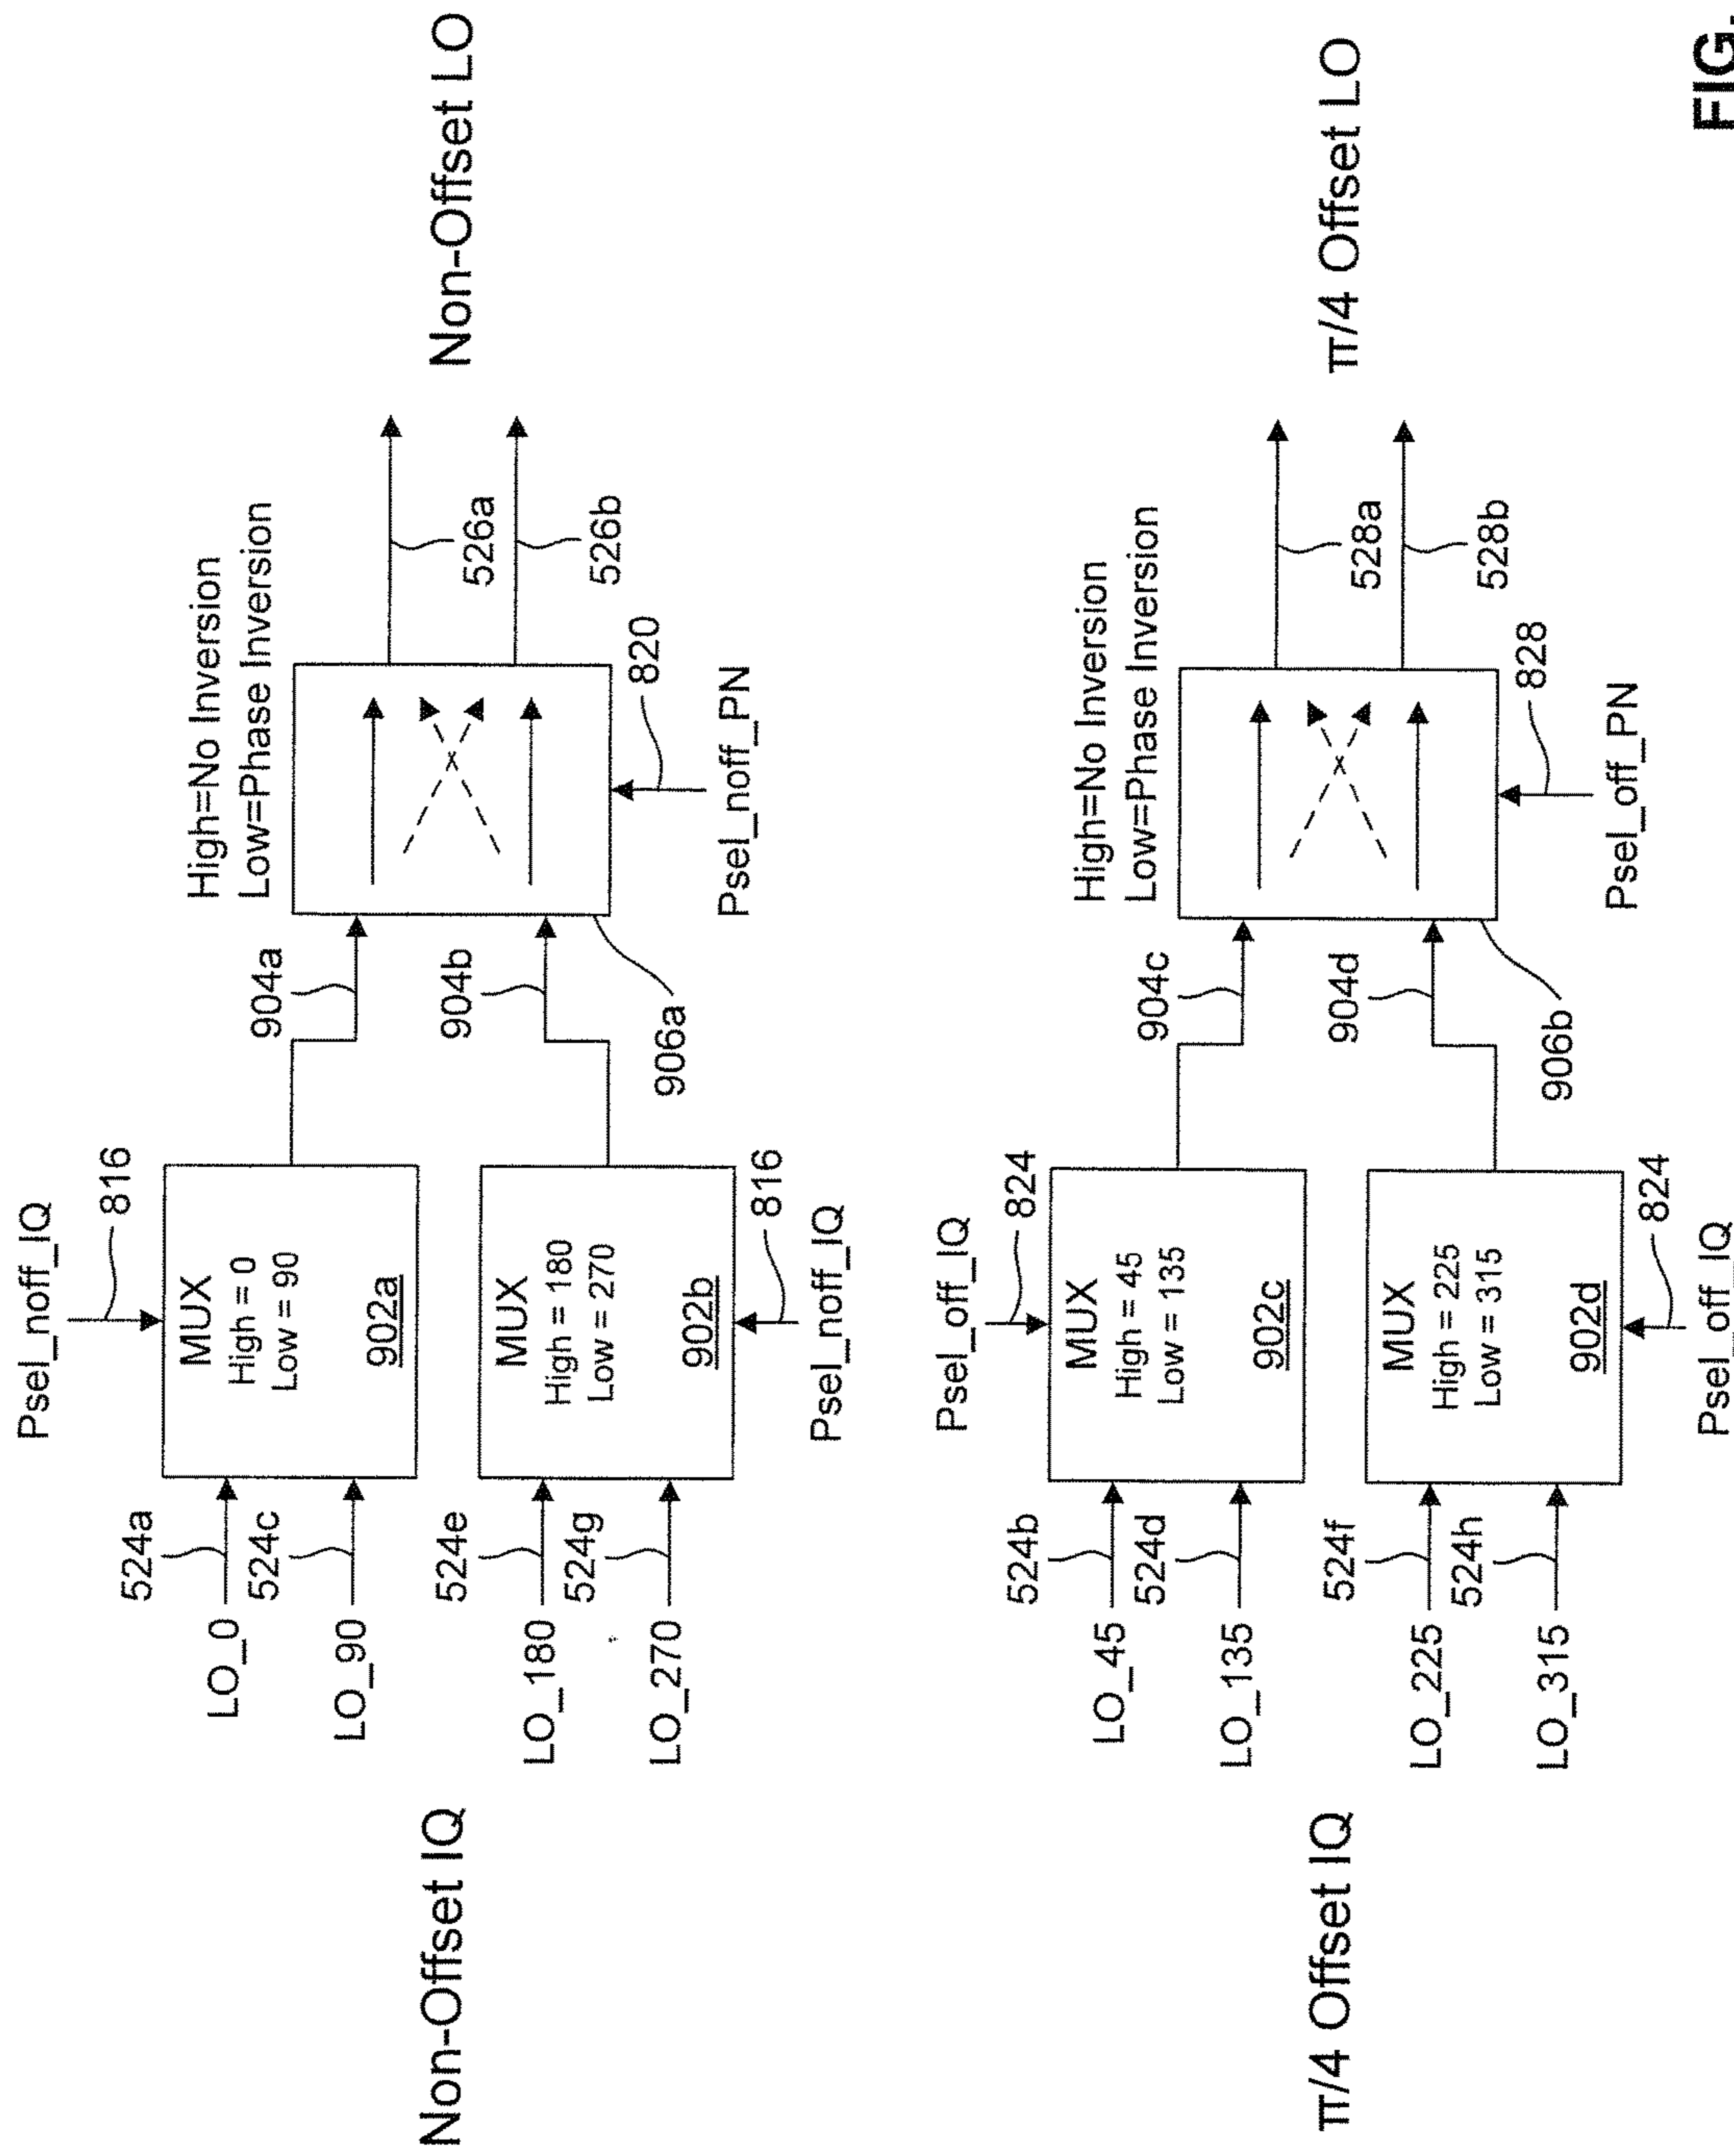 Non-Offset IQ
Psel_noff_IQ
816
524a
LO_0
524c
LO_90
MUX
High = 0
Low = 90
902a
524e
LO_180
524g
LO_270
MUX
High = 180
Low = 270
902b
816
Psel_noff_IQ
904a
904b
906a
High=No Inversion
Low=Phase Inversion
820
Psel_noff_PN
526a
526b
Non-Offset LO
π/4 Offset IQ
Psel_off_IQ
824
524b
LO_45
524d
LO_135
MUX
High = 45
Low = 135
902c
524f
LO_225
524h
LO_315
MUX
High = 225
Low = 315
902d
824
Psel_off_IQ
904c
904d
906b
High=No Inversion
Low=Phase Inversion
828
Psel_off_PN
528a
528b
π/4 Offset LO
FIG.